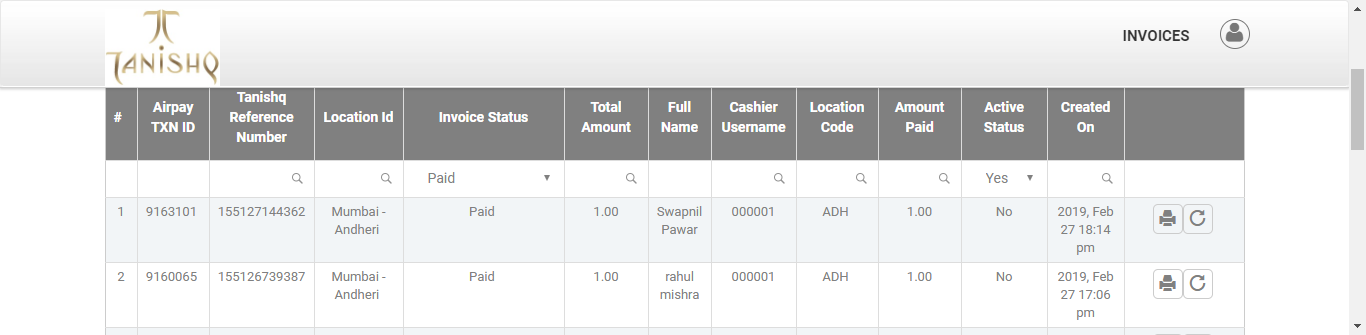 TANISHQ
INVOICES
# Airpay TXN ID Tanishq Reference Number Location Id Invoice Status Total Amount Full Name Cashier Username Location Code Amount Paid Active Status Created On
Paid Yes
1 9163101 155127144362 Mumbai - Andheri Paid 1.00 Swapnil Pawar 000001 ADH 1.00 No 2019, Feb 27 18:14 pm
2 9160065 155126739387 Mumbai - Andheri Paid 1.00 rahul mishra 000001 ADH 1.00 No 2019, Feb 27 17:06 pm